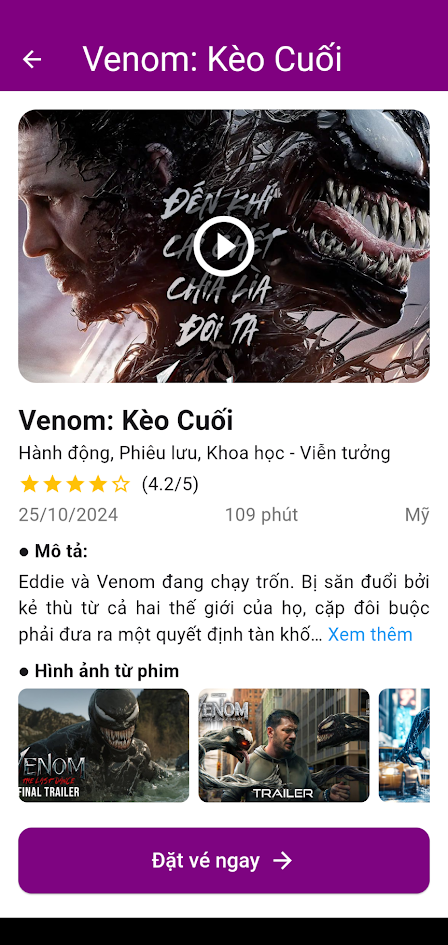 Venom: Kèo Cuối
ĐẾN KHI
CÁI CHẾT
CHIA LÌA
ĐÔI TA
Venom: Kèo Cuối
Hành động, Phiêu lưu, Khoa học - Viễn tưởng
(4.2/5)
25/10/2024 109 phút Mỹ
● Mô tả:
Eddie và Venom đang chạy trốn. Bị săn đuổi bởi
kẻ thù từ cả hai thế giới của họ, cặp đôi buộc
phải đưa ra một quyết định tàn khố... Xem thêm
● Hình ảnh từ phim
VENOM
THE LAST DANCE
FINAL TRAILER
VENOM
TRAILER
Đặt vé ngay →